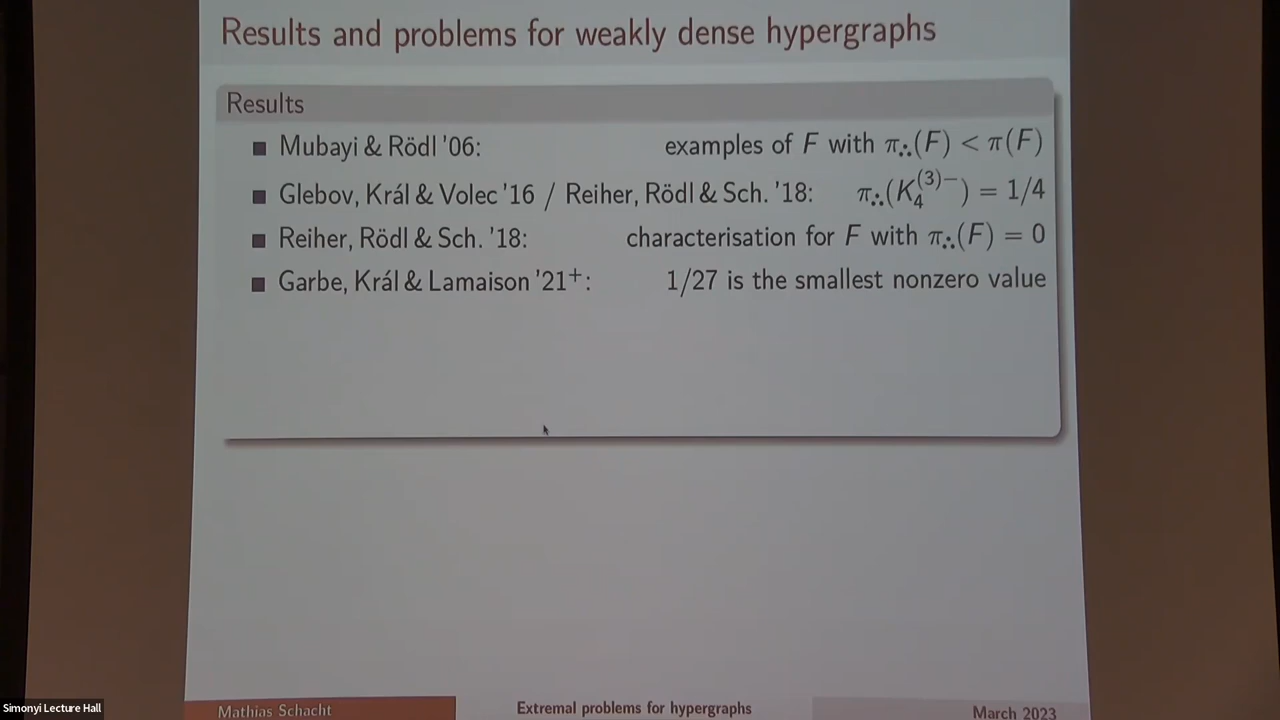 Results and problems for weakly dense hypergraphs
Results
■ Mubayi & Rödl '06: examples of F with π∴(F) < π(F)
■ Glebov, Král & Volec '16 / Reiher, Rödl & Sch. '18: π∴(K₄⁽³⁾⁻) = 1/4
■ Reiher, Rödl & Sch. '18: characterisation for F with π∴(F) = 0
■ Garbe, Král & Lamaison '21⁺: 1/27 is the smallest nonzero value
Simonyi Lecture Hall
Mathias Schacht
Extremal problems for hypergraphs
March 2023